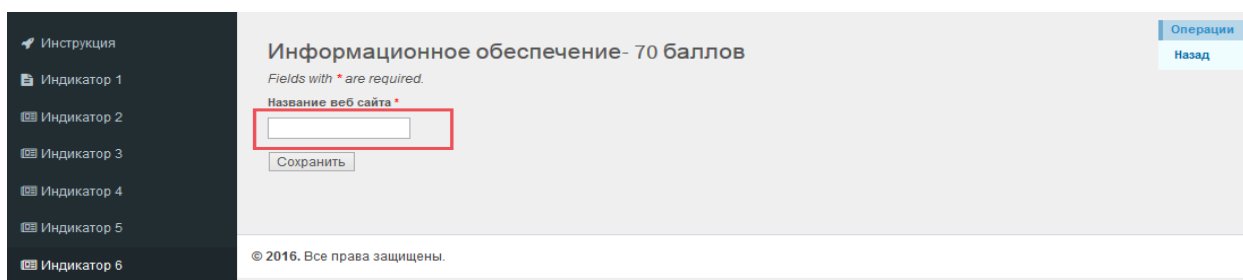 Инструкция
Индикатор 1
Индикатор 2
Индикатор 3
Индикатор 4
Индикатор 5
Индикатор 6
Информационное обеспечение- 70 баллов
Fields with * are required.
Название веб сайта *
Сохранить
Операции
Назад
© 2016. Все права защищены.